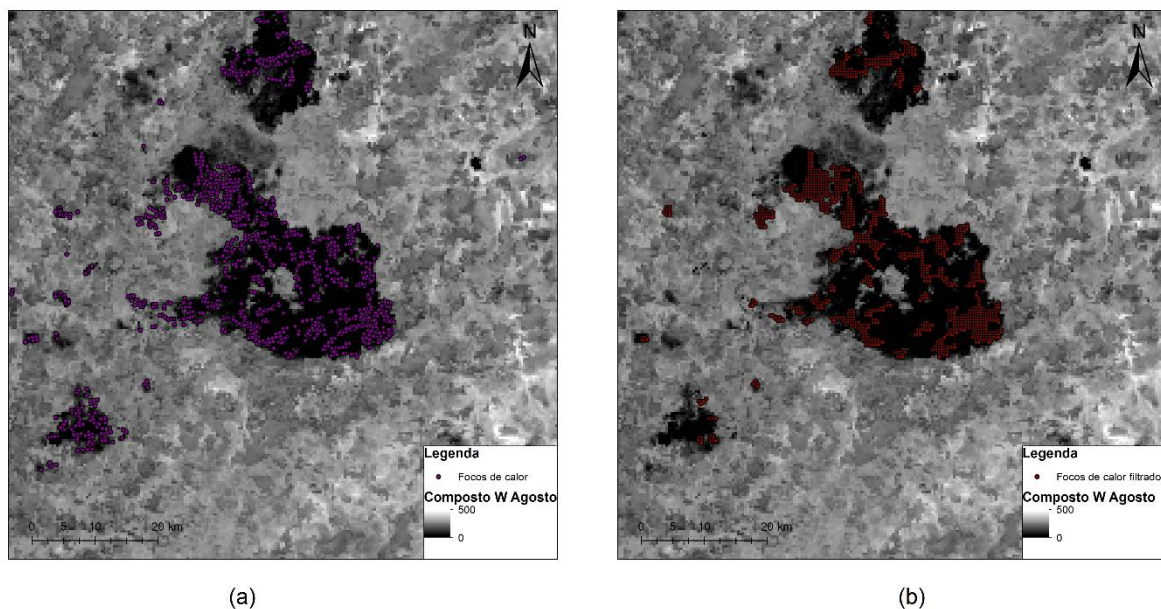 N
Legenda
Focos de calor
Composto W Agosto
500
0
0 5 10 20 km
(a)
N
Legenda
Focos de calor filtrado
Composto W Agosto
500
0
0 5 10 20 km
(b)